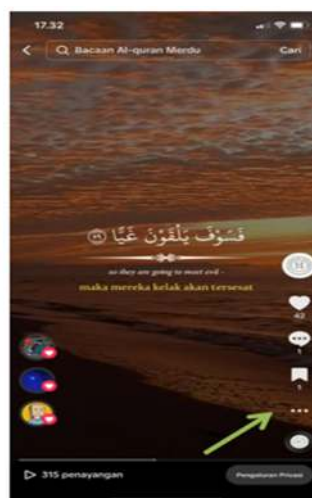 17.32
Bacaan Al-quran Merdu
Cari
فَسَوْفَ يَلْقَوْنَ غَيًّا ۝٥٩
so they are going to meet evil -
maka mereka kelak akan tersesat
42
1
1
315 penayangan
Pengaturan Privasi